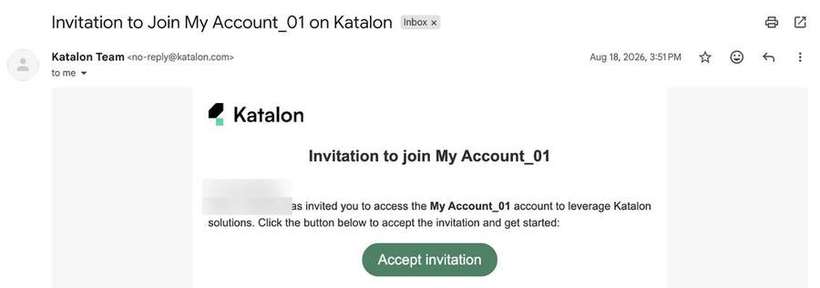 Invitation to Join My Account_01 on Katalon Inbox x
Katalon Team <no-reply@katalon.com> Aug 18, 2026, 3:51 PM
to me
Katalon
Invitation to join My Account_01
as invited you to access the My Account_01 account to leverage Katalon
solutions. Click the button below to accept the invitation and get started:
Accept invitation